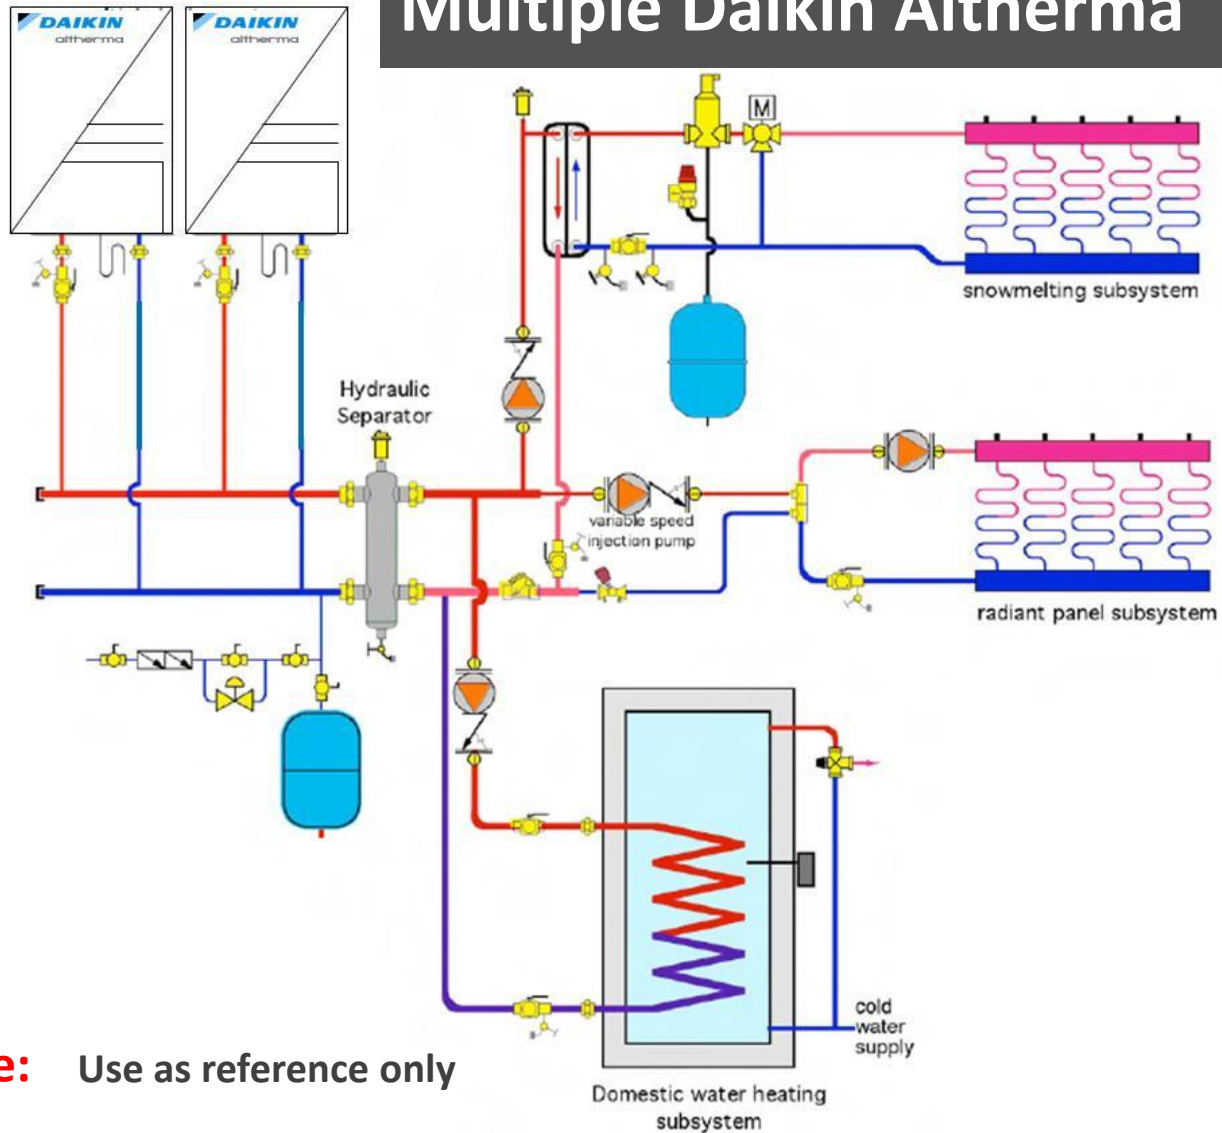 Multiple Daikin Altherma
DAIKIN
altherma
DAIKIN
altherma
M
snowmelting subsystem
Hydraulic
Separator
variable speed
injection pump
radiant panel subsystem
cold
water
supply
Use as reference only
Domestic water heating
subsystem